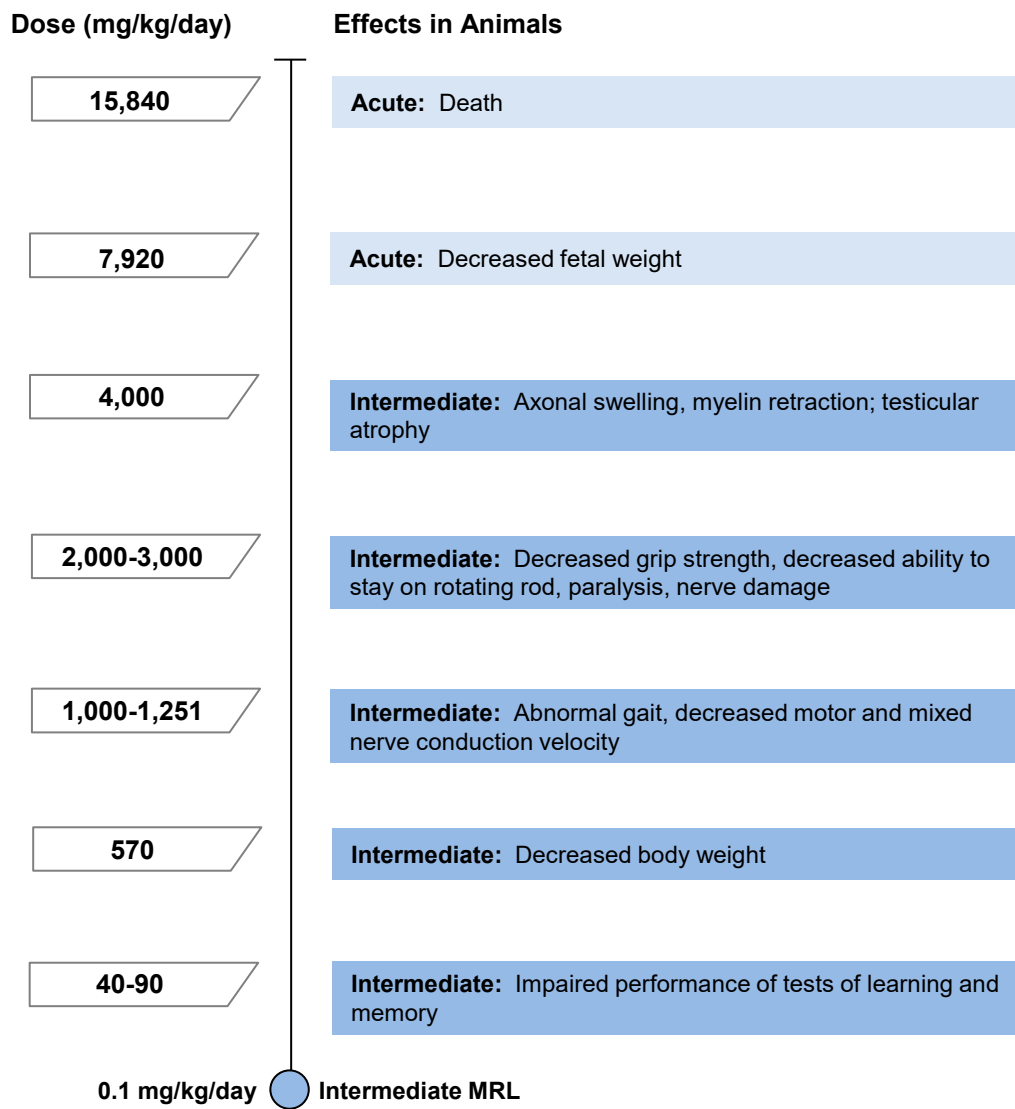 Dose (mg/kg/day) Effects in Animals
15,840 Acute: Death
7,920 Acute: Decreased fetal weight
4,000 Intermediate: Axonal swelling, myelin retraction; testicular
atrophy
2,000-3,000 Intermediate: Decreased grip strength, decreased ability to
stay on rotating rod, paralysis, nerve damage
1,000-1,251 Intermediate: Abnormal gait, decreased motor and mixed
nerve conduction velocity
570 Intermediate: Decreased body weight
40-90 Intermediate: Impaired performance of tests of learning and
memory
0.1 mg/kg/day Intermediate MRL